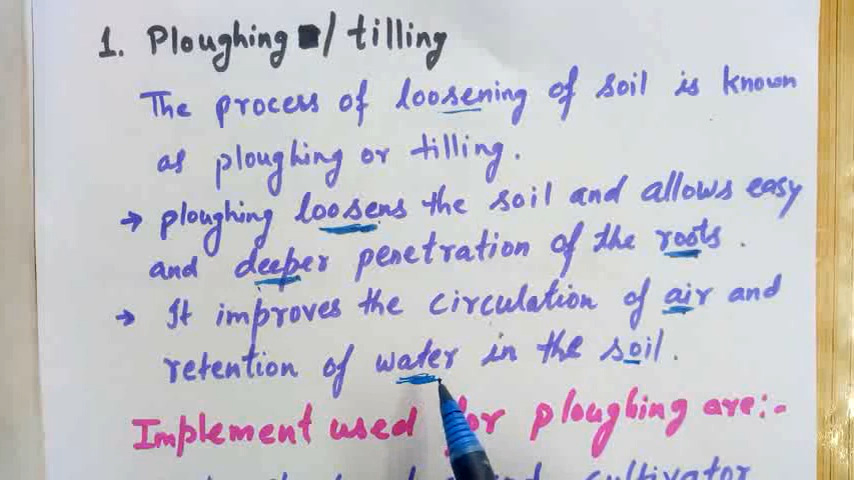 1. Ploughing / tilling
The process of loosening of soil is known
as ploughing or tilling.
→ ploughing loosens the soil and allows easy
and deeper penetration of the roots.
→ It improves the circulation of air and
retention of water in the soil.
Implement used for ploughing are:-
cultivator